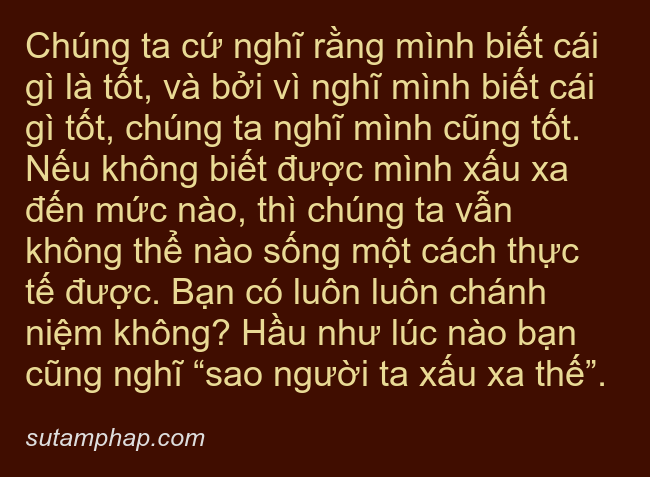 Chúng ta cứ nghĩ rằng mình biết cái
gì là tốt, và bởi vì nghĩ mình biết cái
gì tốt, chúng ta nghĩ mình cũng tốt.
Nếu không biết được mình xấu xa
đến mức nào, thì chúng ta vẫn
không thể nào sống một cách thực
tế được. Bạn có luôn luôn chánh
niệm không? Hầu như lúc nào bạn
cũng nghĩ “sao người ta xấu xa thế”.
sutamphap.com